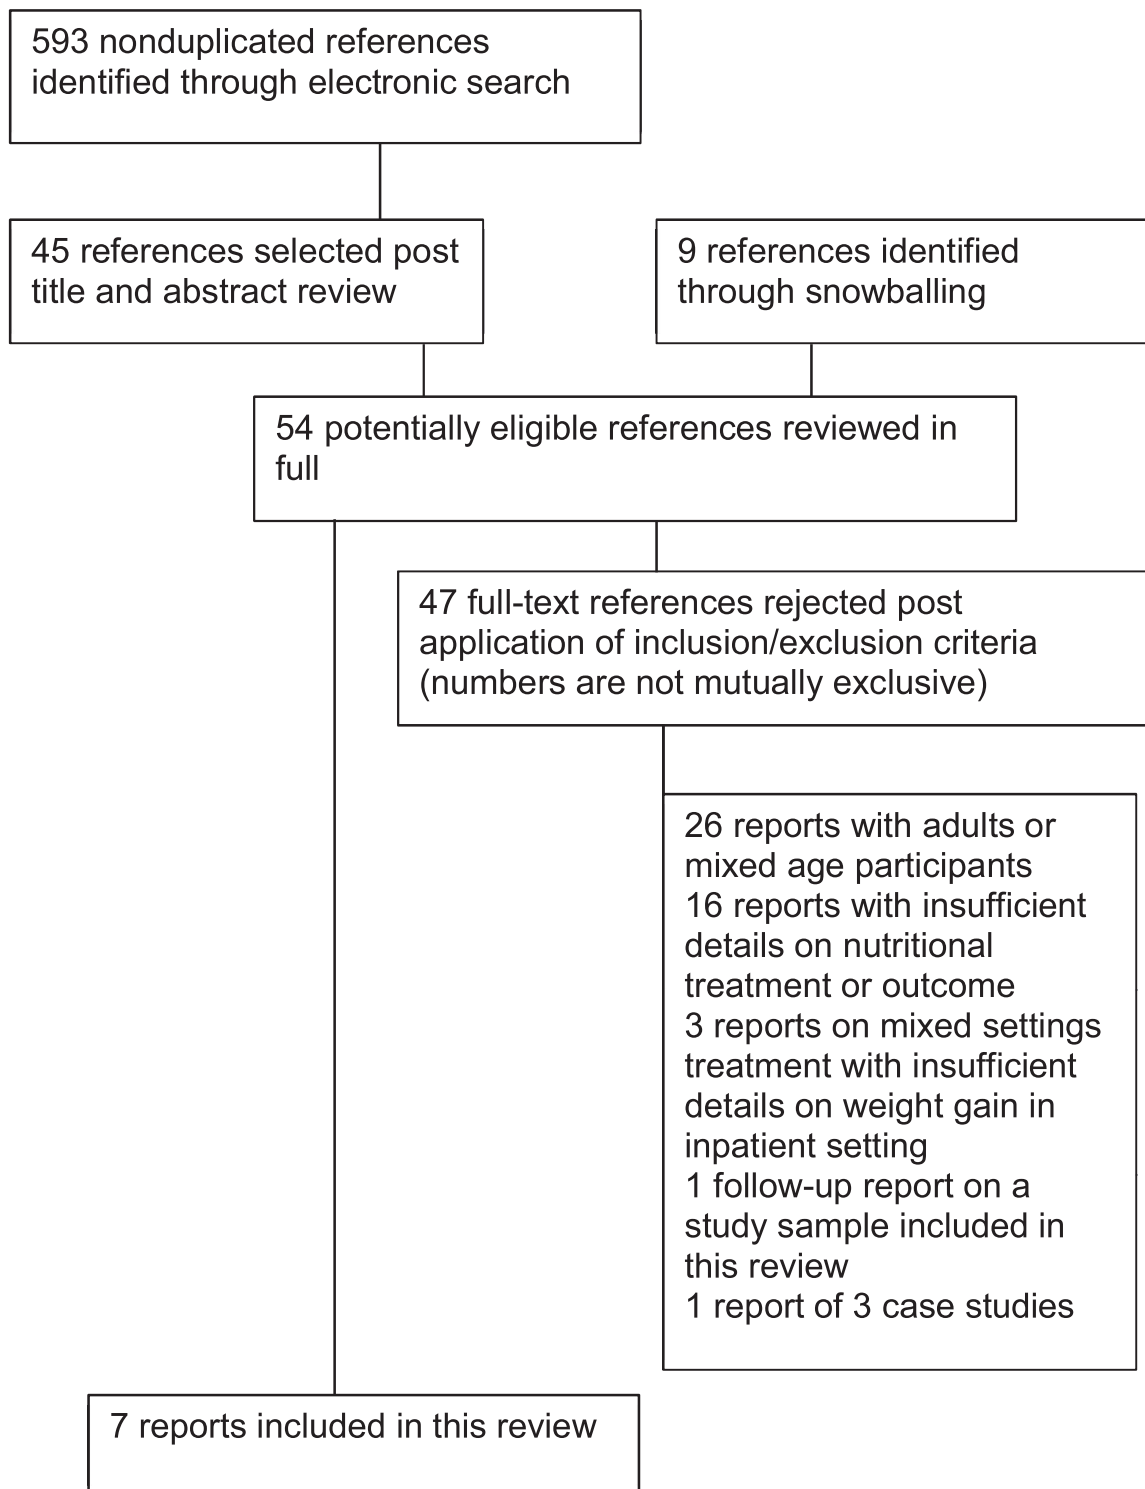 593 nonduplicated references
identified through electronic search
45 references selected post
title and abstract review
9 references identified
through snowballing
54 potentially eligible references reviewed in
full
47 full-text references rejected post
application of inclusion/exclusion criteria
(numbers are not mutually exclusive)
26 reports with adults or
mixed age participants
16 reports with insufficient
details on nutritional
treatment or outcome
3 reports on mixed settings
treatment with insufficient
details on weight gain in
inpatient setting
1 follow-up report on a
study sample included in
this review
1 report of 3 case studies
7 reports included in this review